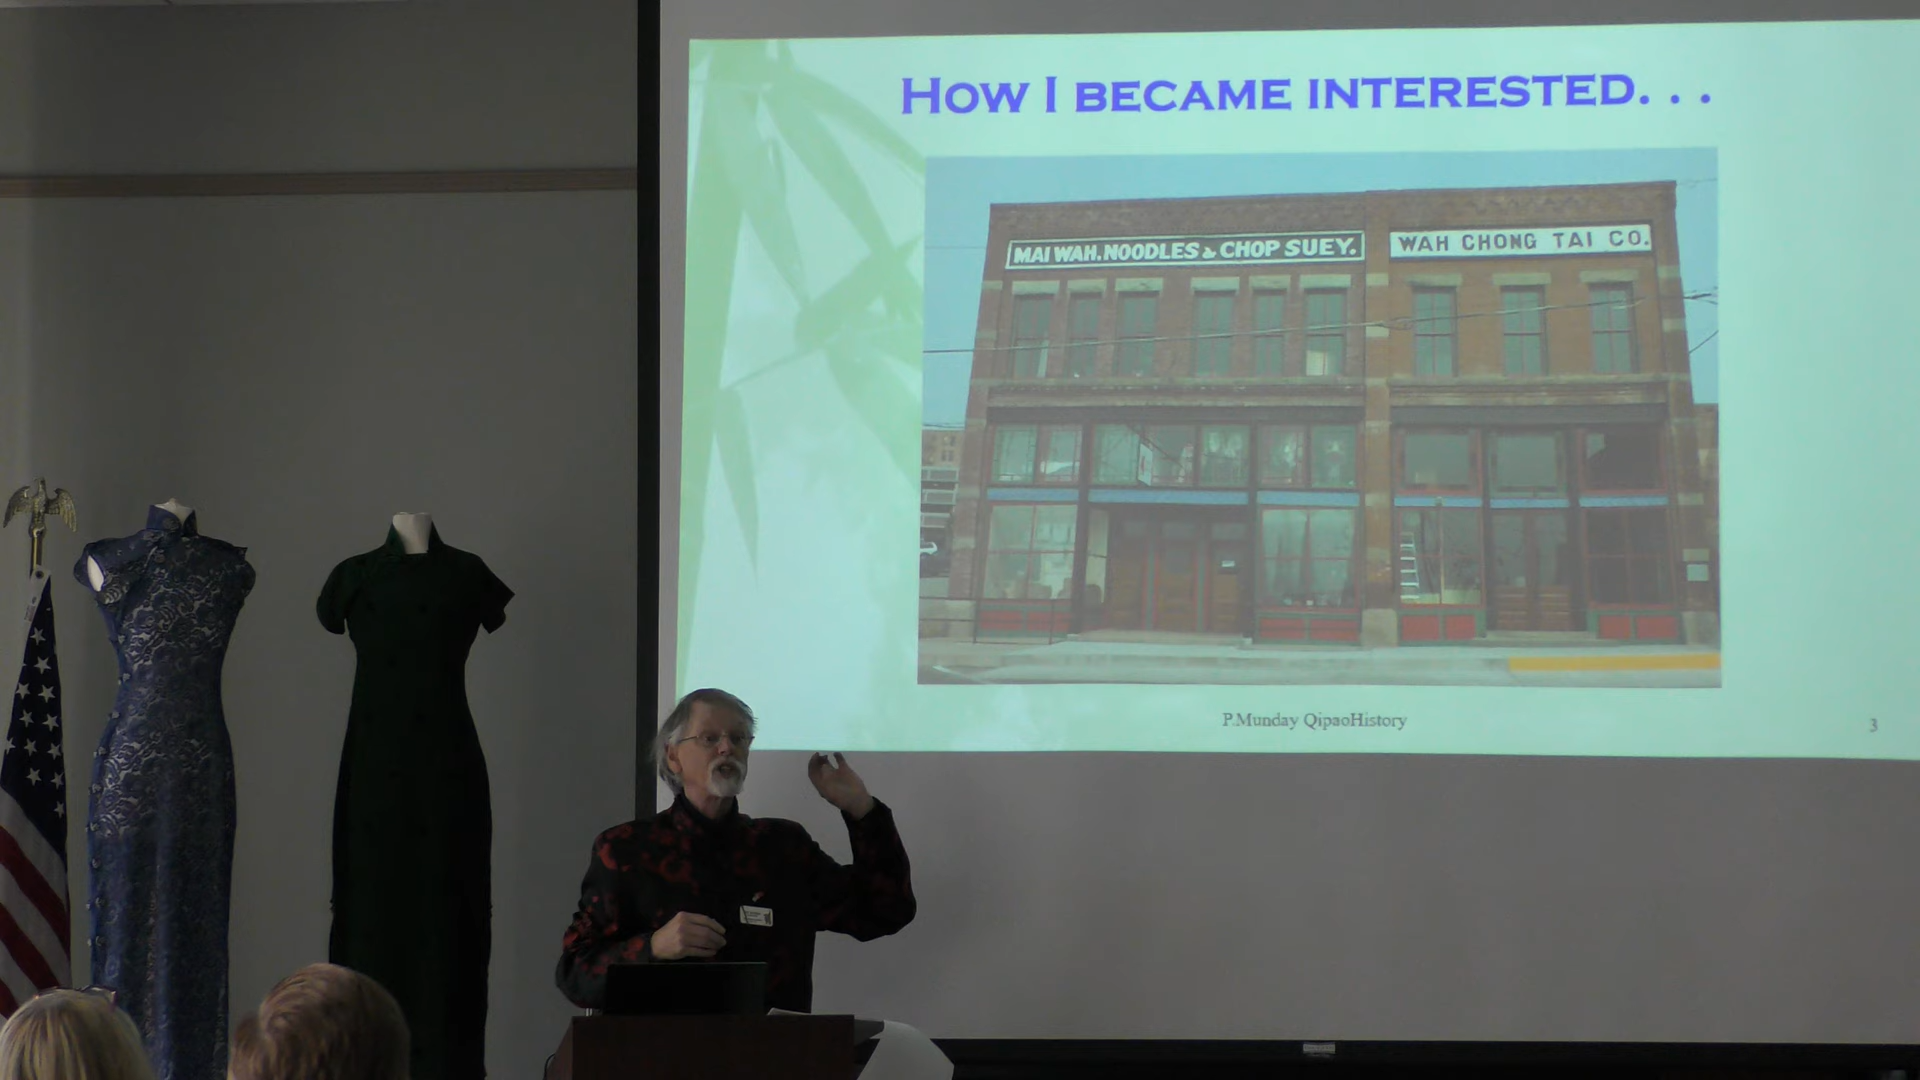 How I became interested. . .
MAI WAH. NOODLES & CHOP SUEY.
WAH CHONG TAI CO.
P.Munday QipaoHistory
3